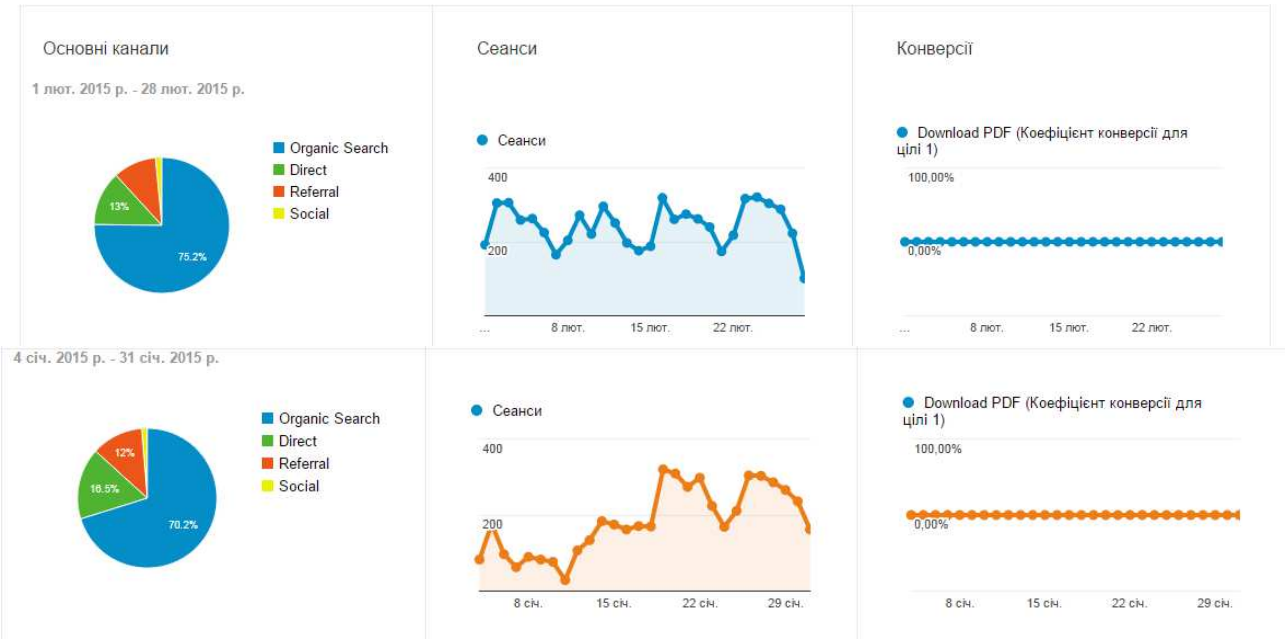 Основні канали
Сеанси
Конверсії
1 лют. 2015 р. - 28 лют. 2015 р.
Organic Search
Direct
Referral
Social
13%
75.2%
Сеанси
400
200
...
8 лют.
15 лют.
22 лют.
Download PDF (Коефіцієнт конверсії для
цілі 1)
100,00%
0,00%
...
8 лют.
15 лют.
22 лют.
4 січ. 2015 р. - 31 січ. 2015 р.
Organic Search
Direct
Referral
Social
12%
16.5%
70.2%
Сеанси
400
200
8 січ.
15 січ.
22 січ.
29 січ.
Download PDF (Коефіцієнт конверсії для
цілі 1)
100,00%
0,00%
8 січ.
15 січ.
22 січ.
29 січ.